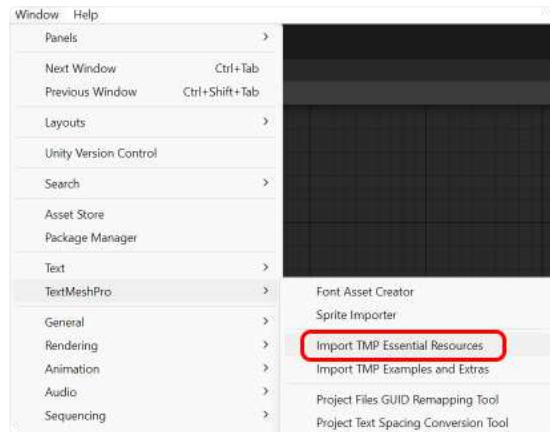 Window Help
Panels
Next Window Ctrl+Tab
Previous Window Ctrl+Shift+Tab
Layouts
Unity Version Control
Search
Asset Store
Package Manager
Text
TextMeshPro
General
Rendering
Animation
Audio
Sequencing
Font Asset Creator
Sprite Importer
Import TMP Essential Resources
Import TMP Examples and Extras
Project Files GUID Remapping Tool
Project Text Spacing Conversion Tool